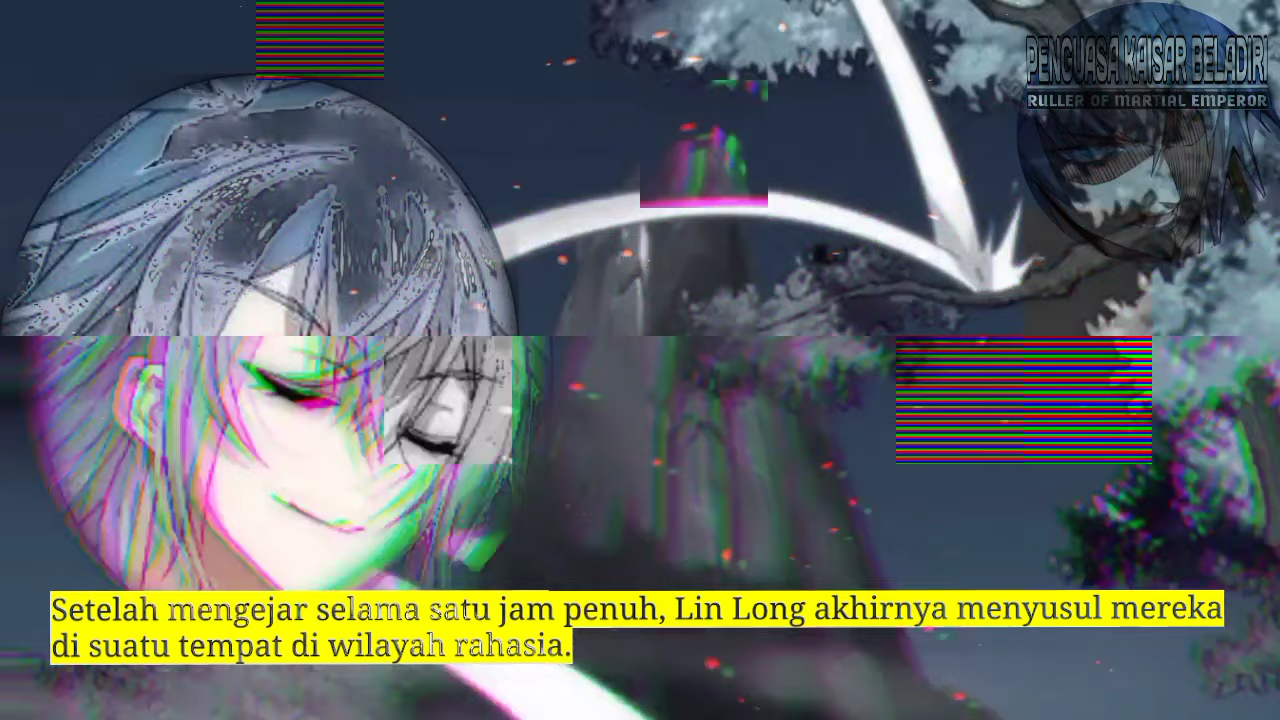 PENGUASA KAISAR BELADIRI
RULLER OF MARTIAL EMPEROR
Setelah mengejar selama satu jam penuh, Lin Long akhirnya menyusul mereka
di suatu tempat di wilayah rahasia.